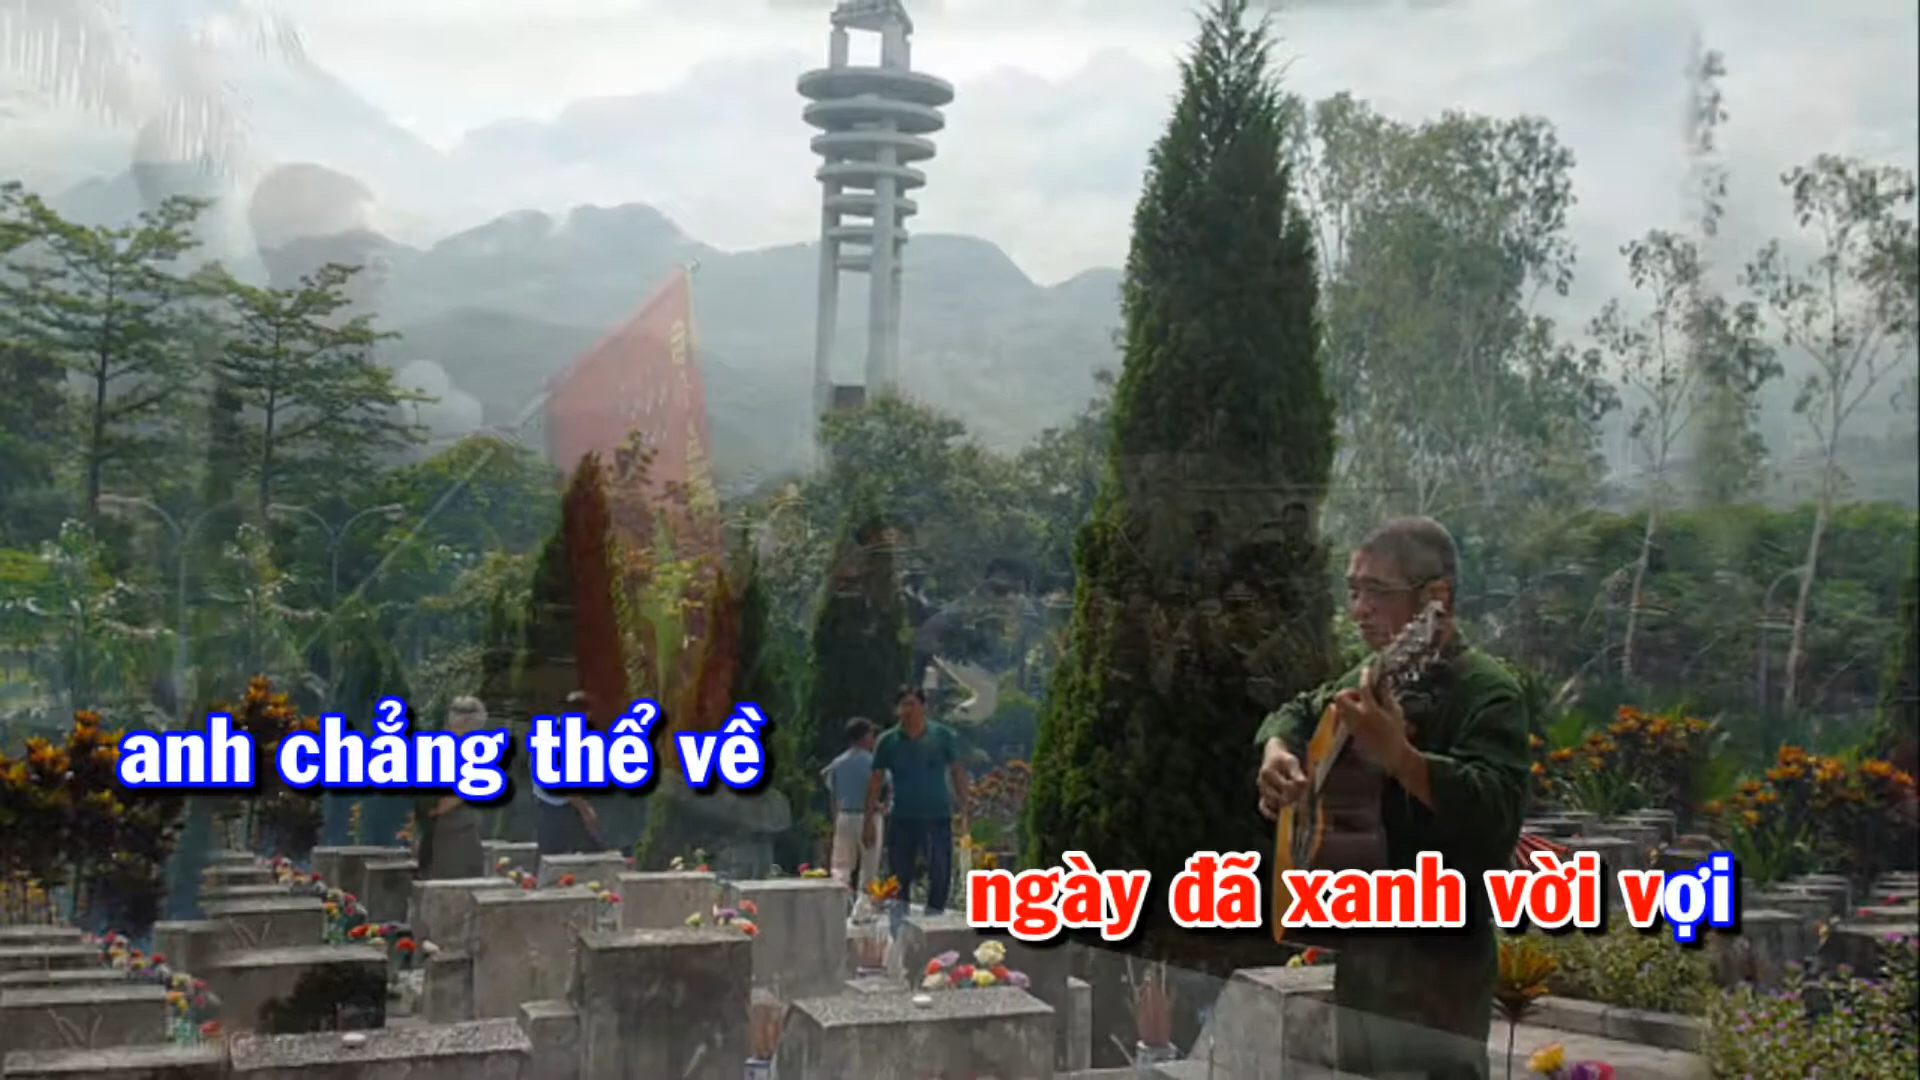 anh chẳng thể về
ngày đã xanh vời vợi